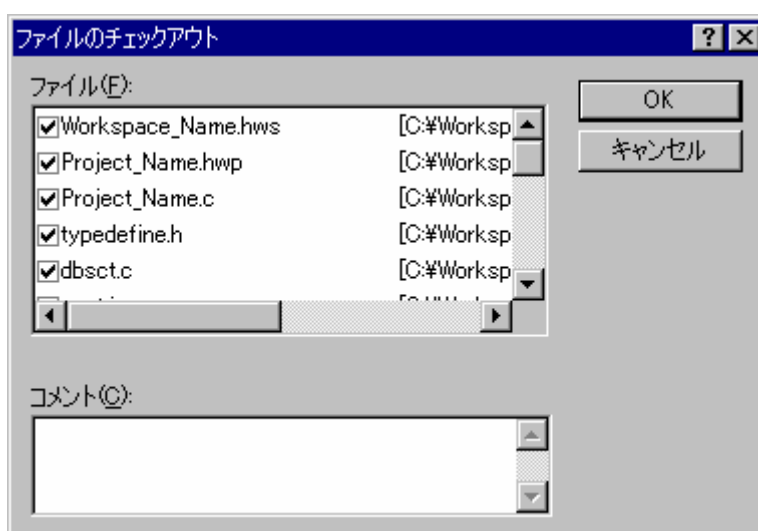 ファイルのチェックアウト
ファイル(F):
OK
キャンセル
Workspace_Name.hws [C:¥Worksp
Project_Name.hwp [C:¥Worksp
Project_Name.c [C:¥Worksp
typedefine.h [C:¥Worksp
dbsct.c [C:¥Worksp
コメント(C):